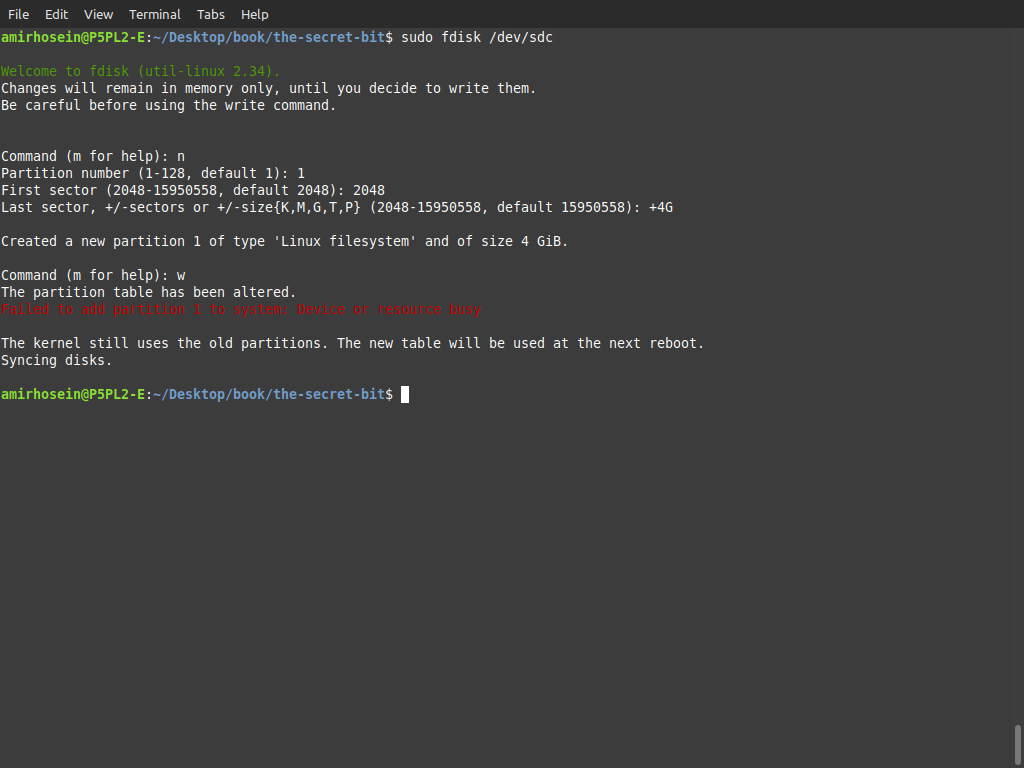 File Edit View Terminal Tabs Help
amirhosein@P5PL2-E:~/Desktop/book/the-secret-bit$ sudo fdisk /dev/sdc
Welcome to fdisk (util-linux 2.34).
Changes will remain in memory only, until you decide to write them.
Be careful before using the write command.
Command (m for help): n
Partition number (1-128, default 1): 1
First sector (2048-15950558, default 2048): 2048
Last sector, +/-sectors or +/-size{K,M,G,T,P} (2048-15950558, default 15950558): +4G
Created a new partition 1 of type 'Linux filesystem' and of size 4 GiB.
Command (m for help): w
The partition table has been altered.
Failed to add partition 1 to system: Device or resource busy
The kernel still uses the old partitions. The new table will be used at the next reboot.
Syncing disks.
amirhosein@P5PL2-E:~/Desktop/book/the-secret-bit$